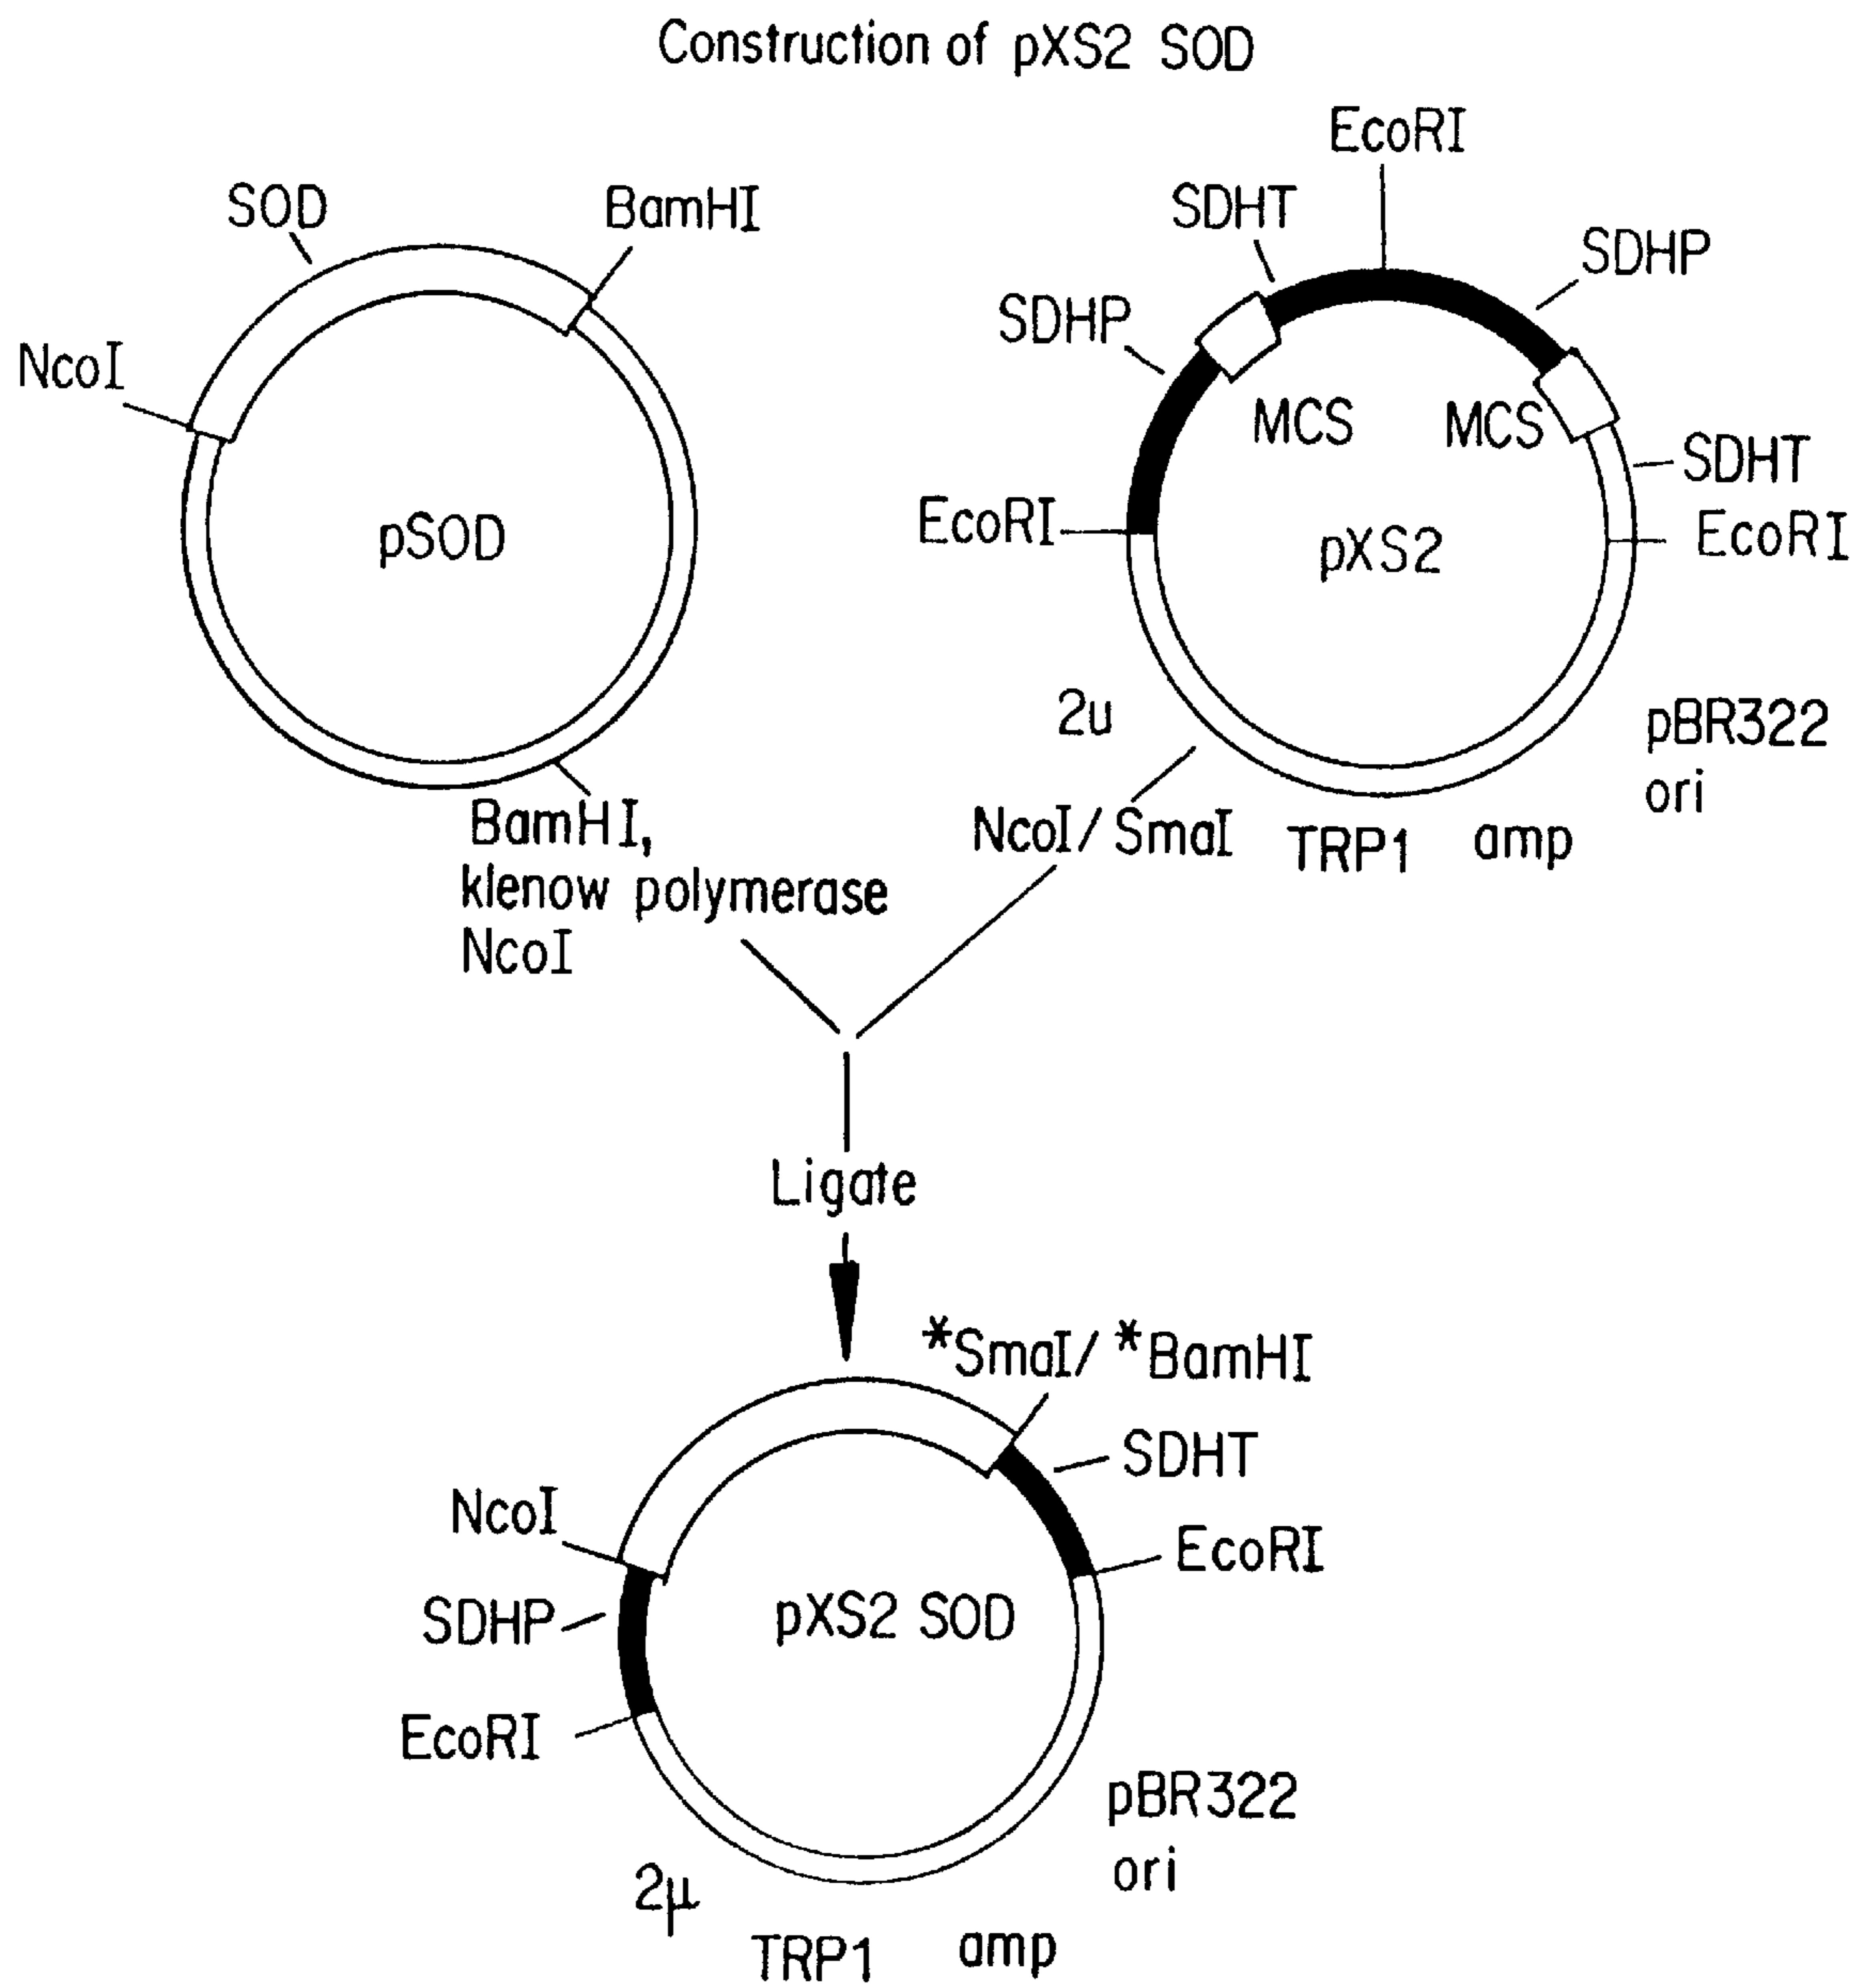 Construction of pXS2 SOD
SOD
BamHI
NcoI
pSOD
BamHI,
klenow polymerase
NcoI
EcoRI
SDHT
SDHP
SDHP
MCS
MCS
SDHT
EcoRI
EcoRI
pXS2
2u
pBR322
ori
NcoI/SmaI
TRP1
amp
Ligate
*SmaI/*BamHI
SDHT
NcoI
EcoRI
SDHP
pXS2 SOD
EcoRI
pBR322
ori
2μ
TRP1
amp